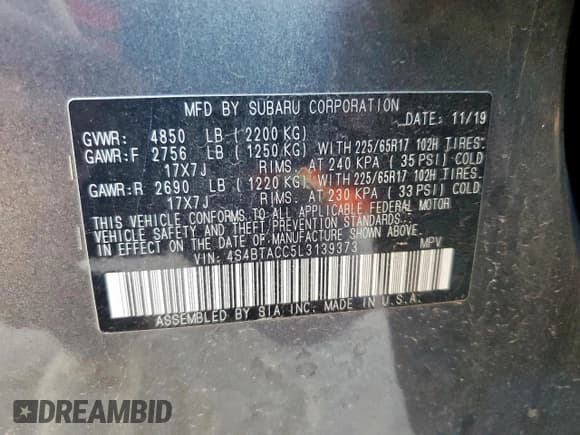 MFD BY SUBARU CORPORATION
DATE: 11/19
GVWR: 4850 LB ( 2200 KG)
GAWR:F 2756 LB ( 1250 KG) WITH 225/65R17 102H TIRES.
17X7J RIMS. AT 240 KPA ( 35 PSI) COLD
GAWR:R 2690 LB ( 1220 KG) WITH 225/65R17 102H TIRES.
17X7J RIMS. AT 230 KPA ( 33 PSI) COLD
THIS VEHICLE CONFORMS TO ALL APPLICABLE FEDERAL MOTOR
VEHICLE SAFETY AND THEFT PREVENTION STANDARDS
IN EFFECT ON THE DATE OF MANUFACTURE SHOWN ABOVE.
VIN: 4S4BTACC5L3139373 MPV
ASSEMBLED BY SIA INC. MADE IN U.S.A.
DREAMBID